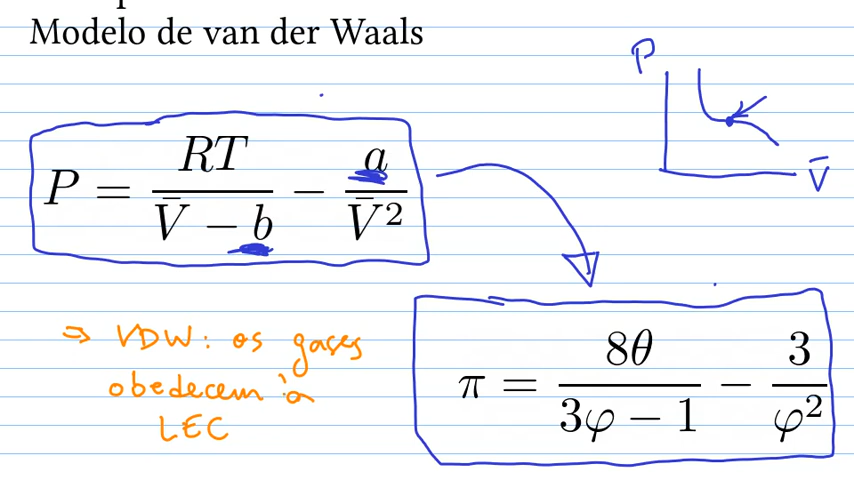 Modelo de van der Waals
P
P = RT / (V̄ − b) − a / V̄²
V̄
π = 8θ / (3φ − 1) − 3 / φ²
⇒ VDW: os gases
obedecem à
LEC